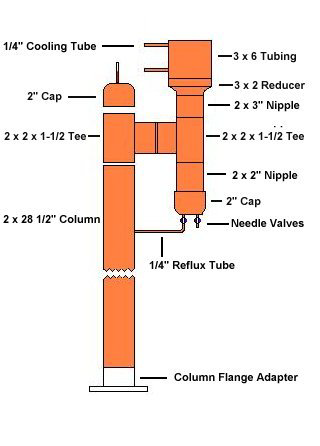 1/4" Cooling Tube
3 x 6 Tubing
3 x 2 Reducer
2" Cap
2 x 3" Nipple
2 x 2 x 1-1/2 Tee
2 x 2 x 1-1/2 Tee
2 x 2" Nipple
2" Cap
2 x 28 1/2" Column
Needle Valves
1/4" Reflux Tube
Column Flange Adapter